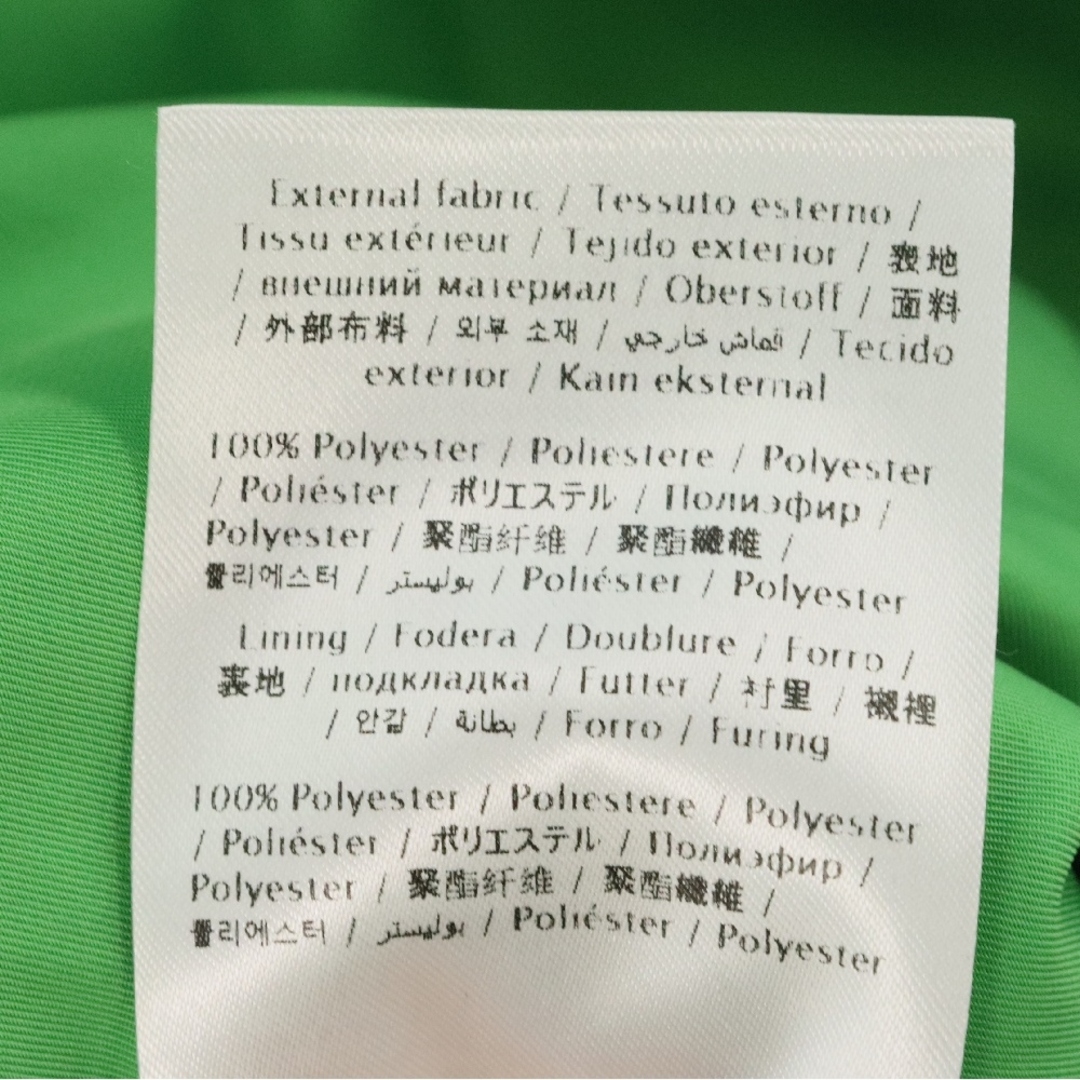 External fabric / Tessuto esterno /
Tissu extérieur / Tejido exterior / 表地
/ внешний материал / Oberstoff / 面料
/ 外部布料 / 외부 소재 / قماش خارجي / Tecido
exterior / Kain eksternal
100% Polyester / Poliestere / Polyester
/ Poliéster / ポリエステル / Полиэфир /
Polyester / 聚酯纤维 / 聚酯纖維 /
폴리에스터 / بوليستر / Poliéster / Polyester
Lining / Fodera / Doublure / Forro /
裏地 / подкладка / Futter / 衬里 / 襯裡
/ 안감 / بطانة / Forro / Furing
100% Polyester / Poliestere / Polyester
/ Poliéster / ポリエステル / Полиэфир /
Polyester / 聚酯纤维 / 聚酯纖維 /
폴리에스터 / بوليستر / Poliéster / Polyester